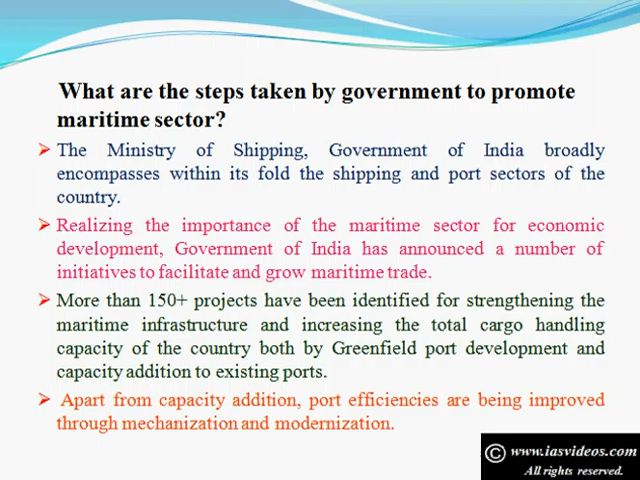 What are the steps taken by government to promote
maritime sector?
➢ The Ministry of Shipping, Government of India broadly
encompasses within its fold the shipping and port sectors of the
country.
➢ Realizing the importance of the maritime sector for economic
development, Government of India has announced a number of
initiatives to facilitate and grow maritime trade.
➢ More than 150+ projects have been identified for strengthening the
maritime infrastructure and increasing the total cargo handling
capacity of the country both by Greenfield port development and
capacity addition to existing ports.
➢ Apart from capacity addition, port efficiencies are being improved
through mechanization and modernization.
© www.iasvideos.com
All rights reserved.